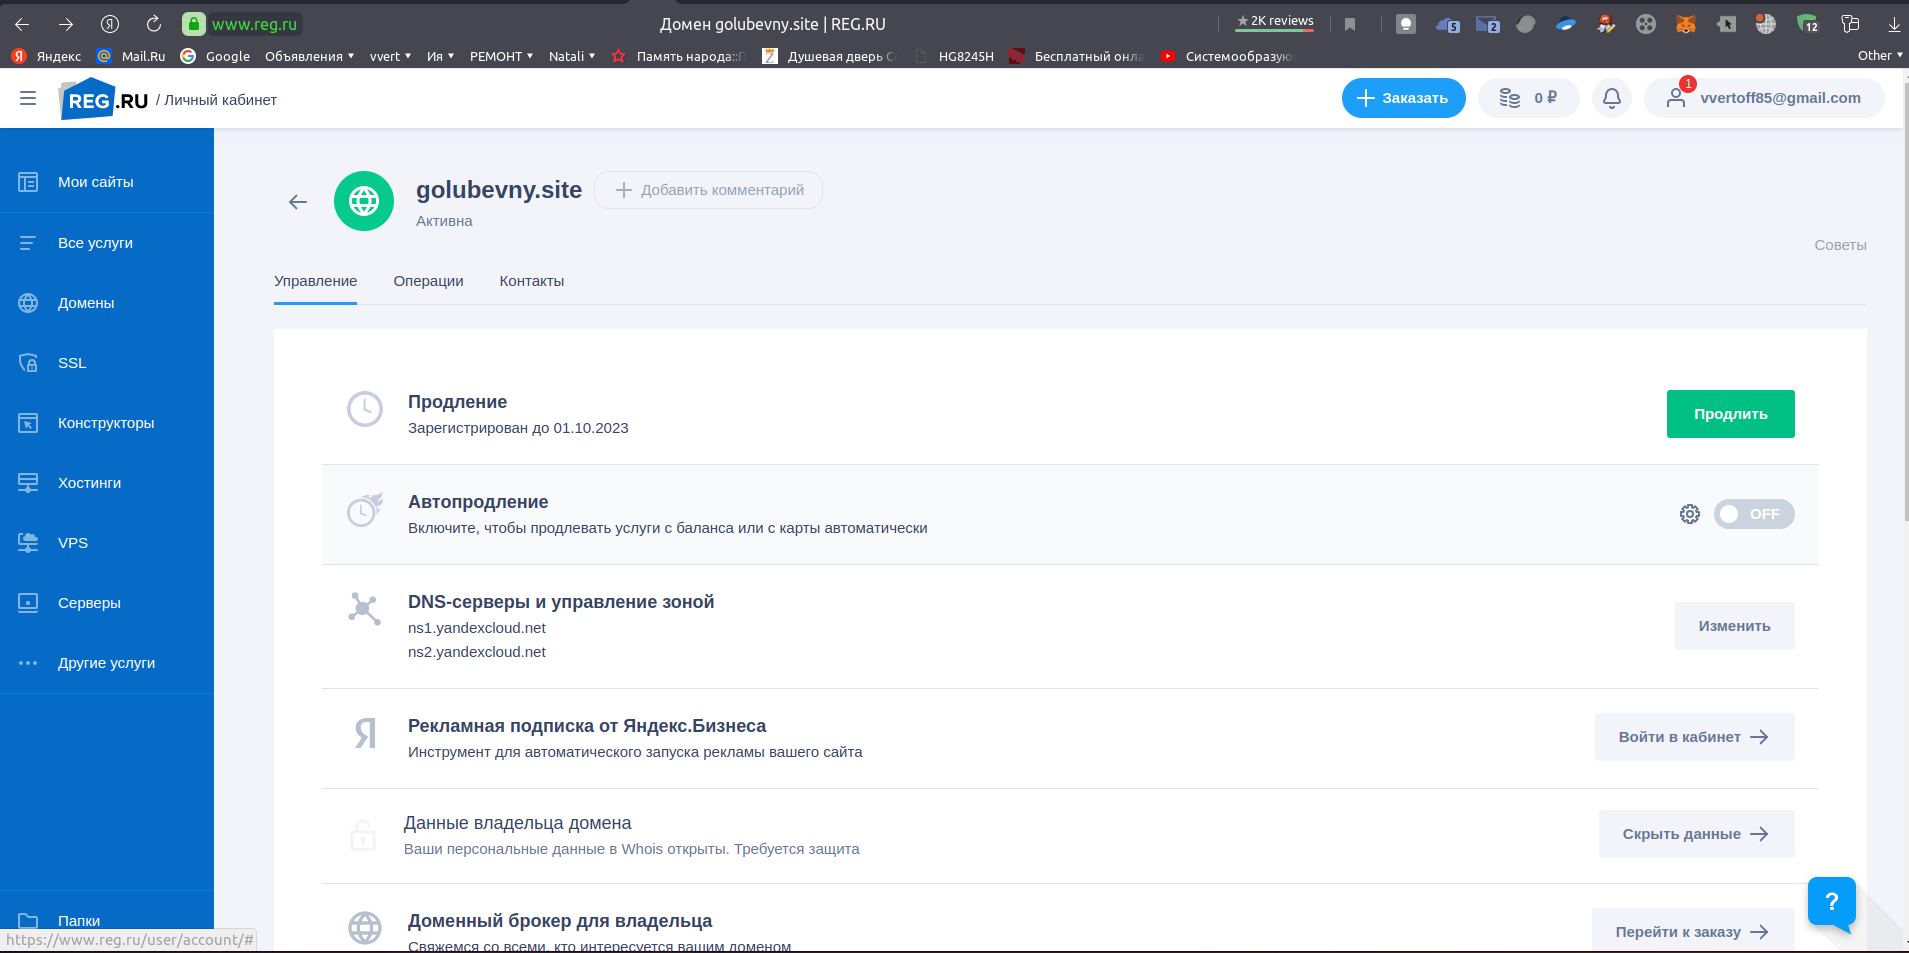 www.reg.ru
Домен golubevny.site | REG.RU
★2K reviews
5
2
12
Яндекс
Mail.Ru
Google
Объявления
vvert
Ия
РЕМОНТ
Natali
Память народа::
Душевая дверь
HG8245H
Бесплатный онла
Системообразую
Other
REG.RU / Личный кабинет
Заказать
0 ₽
1
vvertoff85@gmail.com
Мои сайты
Все услуги
Домены
SSL
Конструкторы
Хостинги
VPS
Серверы
Другие услуги
Папки
https://www.reg.ru/user/account/#
golubevny.site
Добавить комментарий
Активна
Советы
Управление
Операции
Контакты
Продление
Зарегистрирован до 01.10.2023
Продлить
Автопродление
Включите, чтобы продлевать услуги с баланса или с карты автоматически
OFF
DNS-серверы и управление зоной
ns1.yandexcloud.net
ns2.yandexcloud.net
Изменить
Я
Рекламная подписка от Яндекс.Бизнеса
Инструмент для автоматического запуска рекламы вашего сайта
Войти в кабинет
Данные владельца домена
Ваши персональные данные в Whois открыты. Требуется защита
Скрыть данные
Доменный брокер для владельца
Свяжемся со всеми, кто интересуется вашим доменом
Перейти к заказу
?